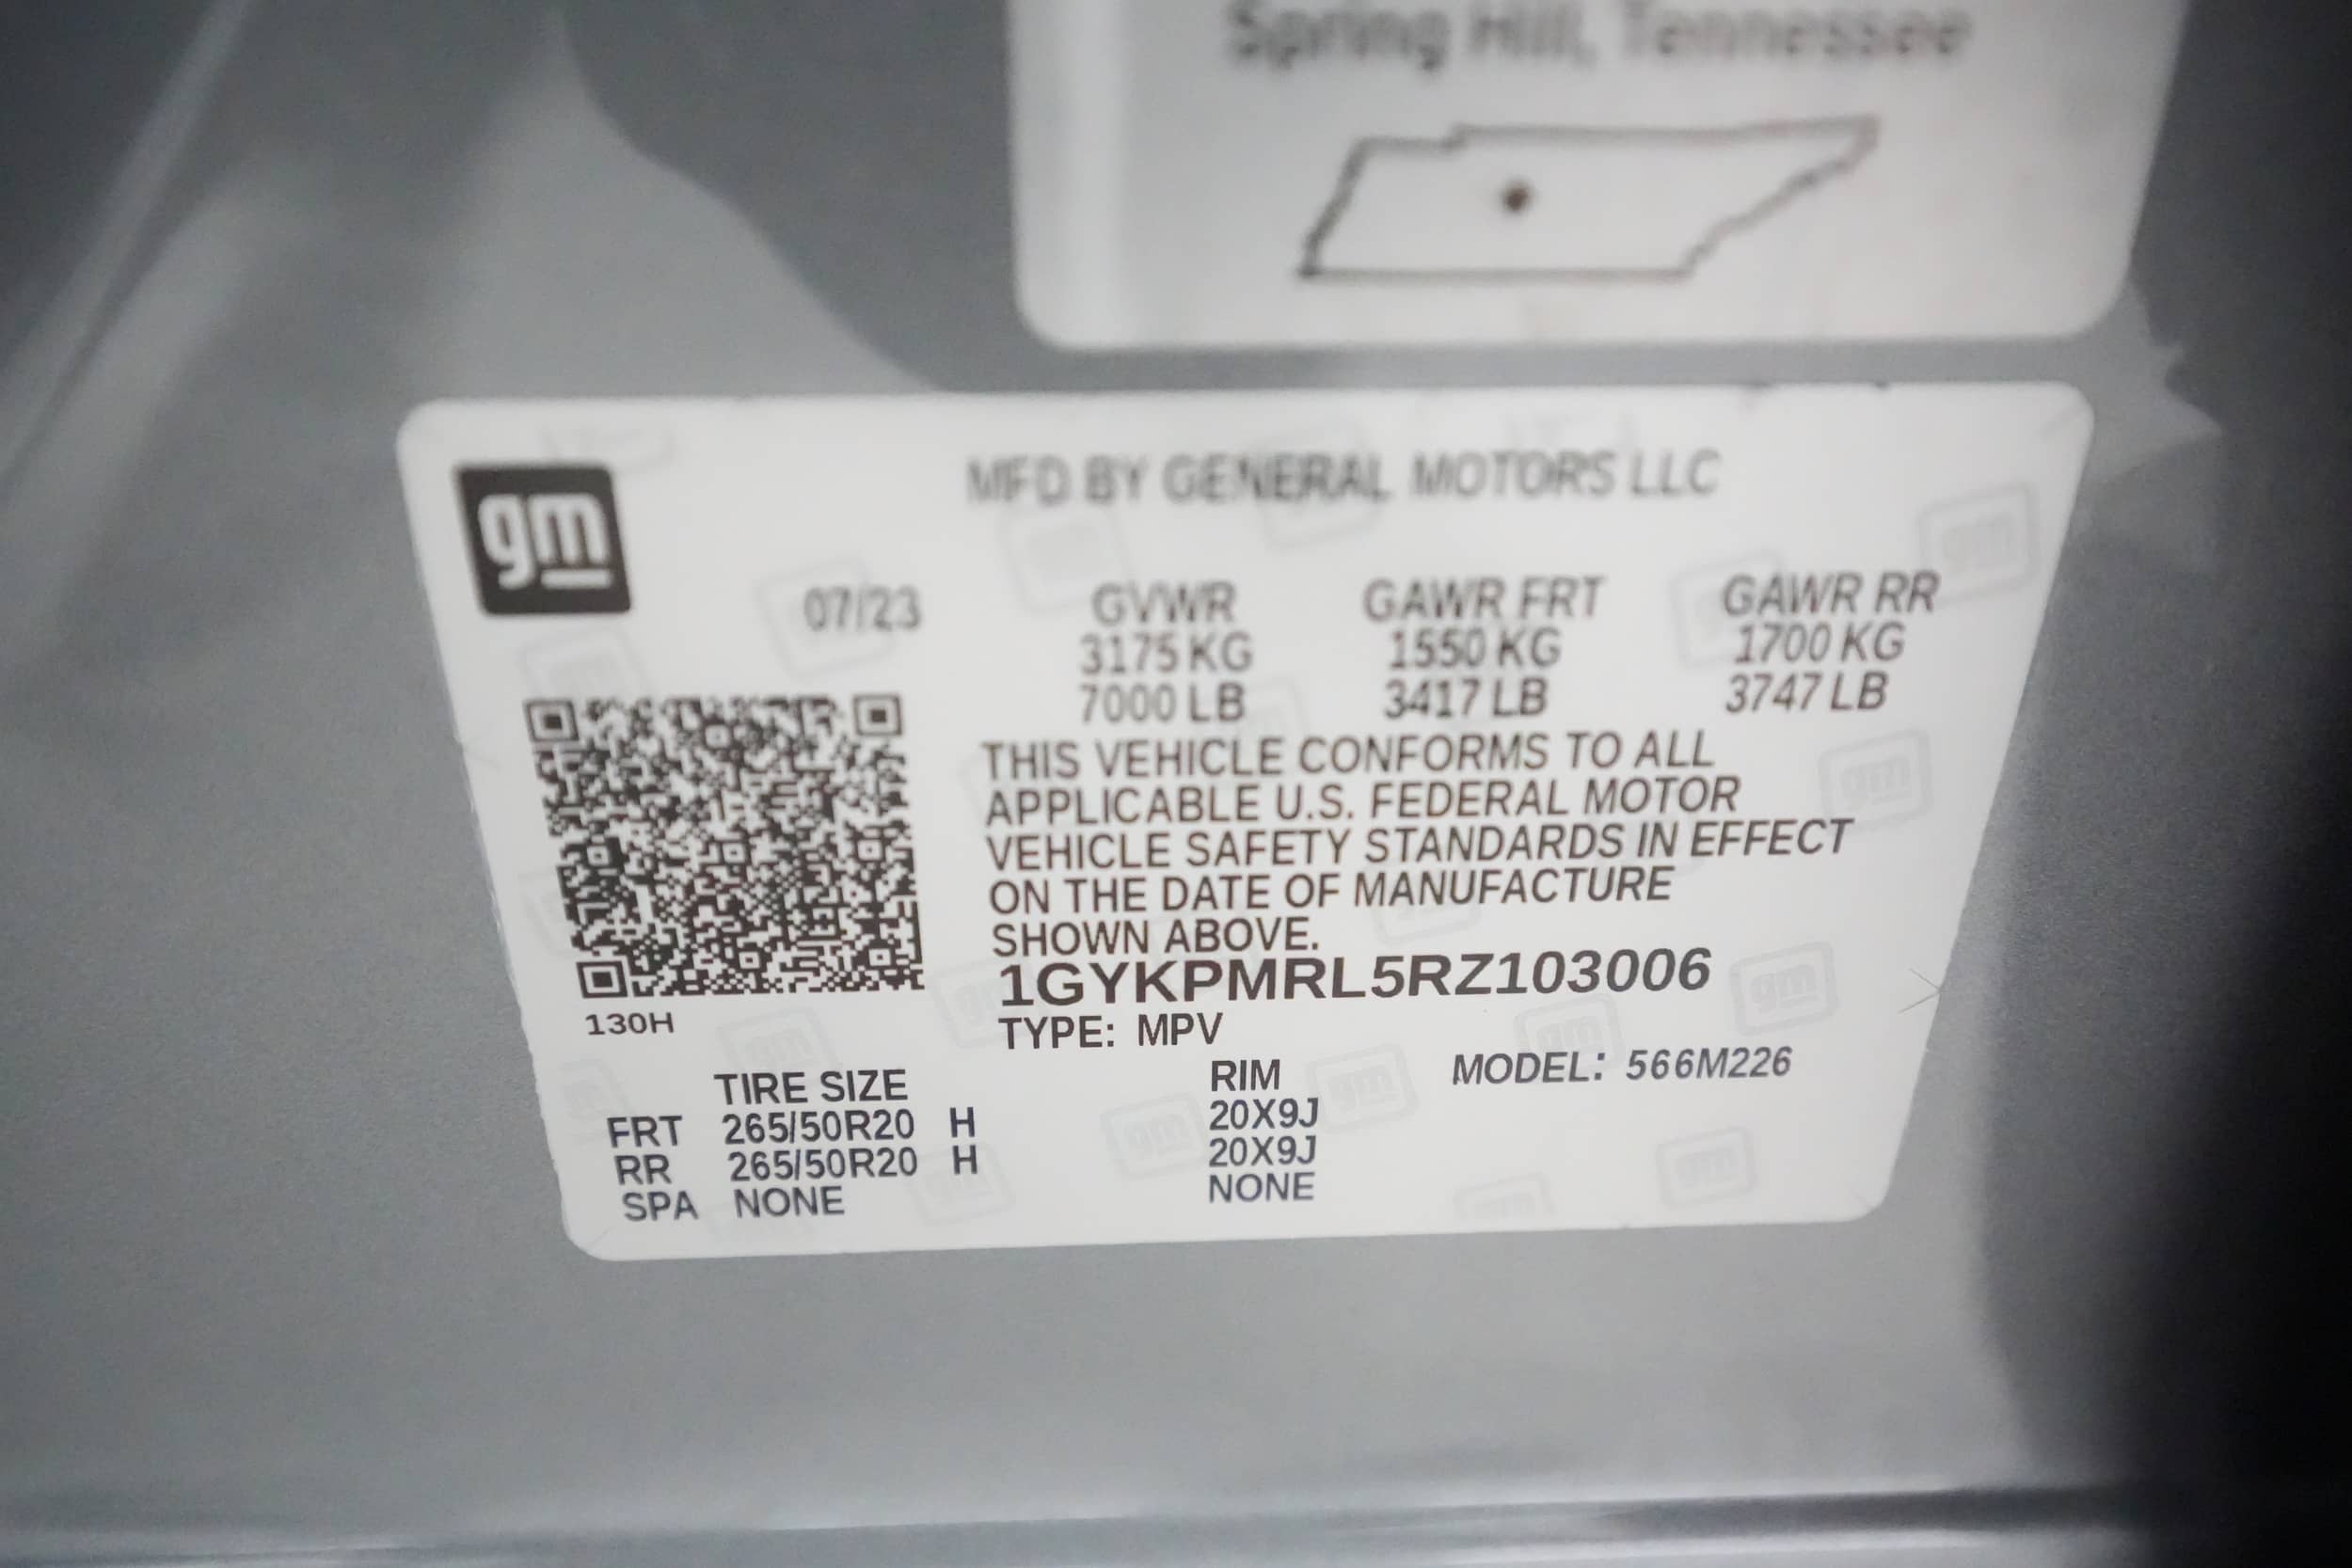 Spring Hill, Tennessee
gm
MFD BY GENERAL MOTORS LLC
07/23 GVWR GAWR FRT GAWR RR
3175 KG 1550 KG 1700 KG
7000 LB 3417 LB 3747 LB
THIS VEHICLE CONFORMS TO ALL
APPLICABLE U.S. FEDERAL MOTOR
VEHICLE SAFETY STANDARDS IN EFFECT
ON THE DATE OF MANUFACTURE
SHOWN ABOVE.
1GYKPMRL5RZ103006
130H
TYPE: MPV
TIRE SIZE RIM MODEL: 566M226
FRT 265/50R20 H 20X9J
RR 265/50R20 H 20X9J
SPA NONE NONE